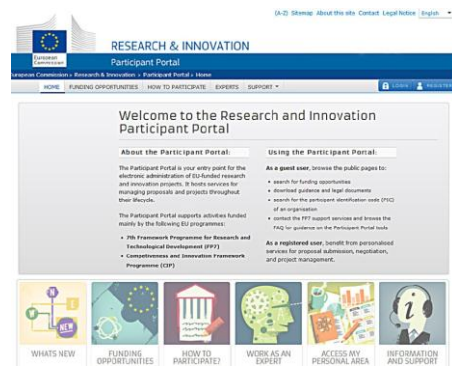 (A-Z) Sitemap About this site Contact Legal Notice English
European
Commission
RESEARCH & INNOVATION
Participant Portal
European Commission > Research & Innovation > Participant Portal > Home
HOME FUNDING OPPORTUNITIES HOW TO PARTICIPATE EXPERTS SUPPORT
LOGIN REGISTER
Welcome to the Research and Innovation
Participant Portal
About the Participant Portal:
The Participant Portal is your entry point for the
electronic administration of EU-funded research
and innovation projects. It hosts services for
managing proposals and projects throughout
their lifecycle.
The Participant Portal supports activities funded
mainly by the following EU programmes:
• 7th Framework Programme for Research and
Technological Development (FP7)
• Competitiveness and Innovation Framework
Programme (CIP)
Using the Participant Portal:
As a guest user, browse the public pages to:
• search for funding opportunities
• download guidance and legal documents
• search for the participant identification code (PIC)
of an organisation
• contact the FP7 support services and browse the
FAQ for guidance on the Participant Portal tools
As a registered user, benefit from personalised
services for proposal submission, negotiation,
and project management.
NEW
WHATS NEW
FUNDING
OPPORTUNITIES
HOW TO
PARTICIPATE?
WORK AS AN
EXPERT
ACCESS MY
PERSONAL AREA
INFORMATION
AND SUPPORT